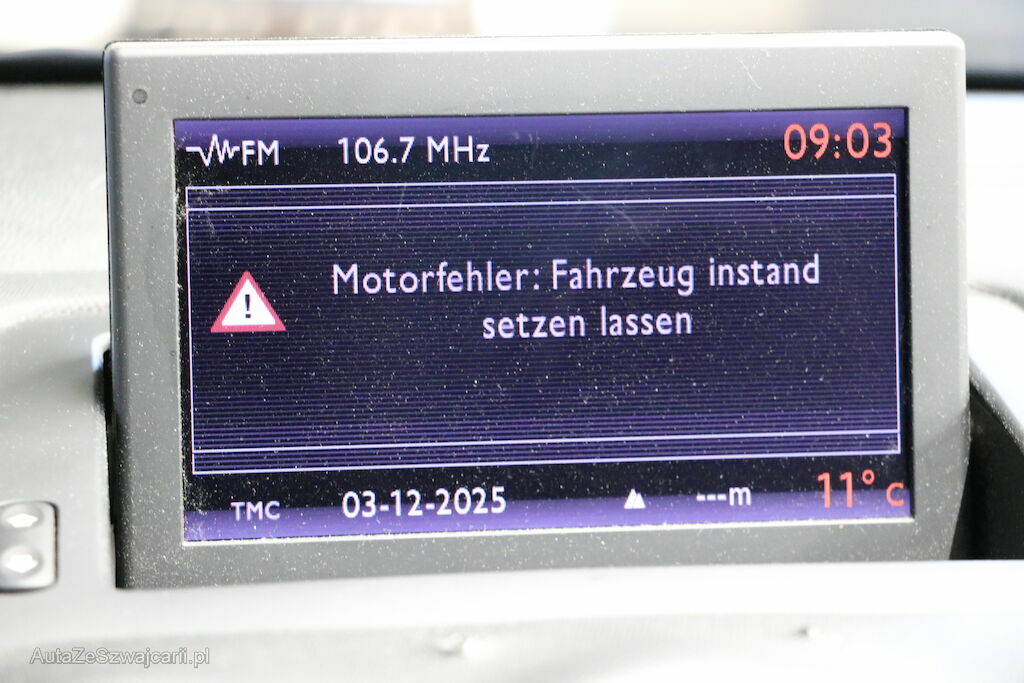 FM 106.7 MHz 09:03
!
Motorfehler: Fahrzeug instand
setzen lassen
TMC 03-12-2025 ---m 11° c
AutaZeSzwajcarii.pl